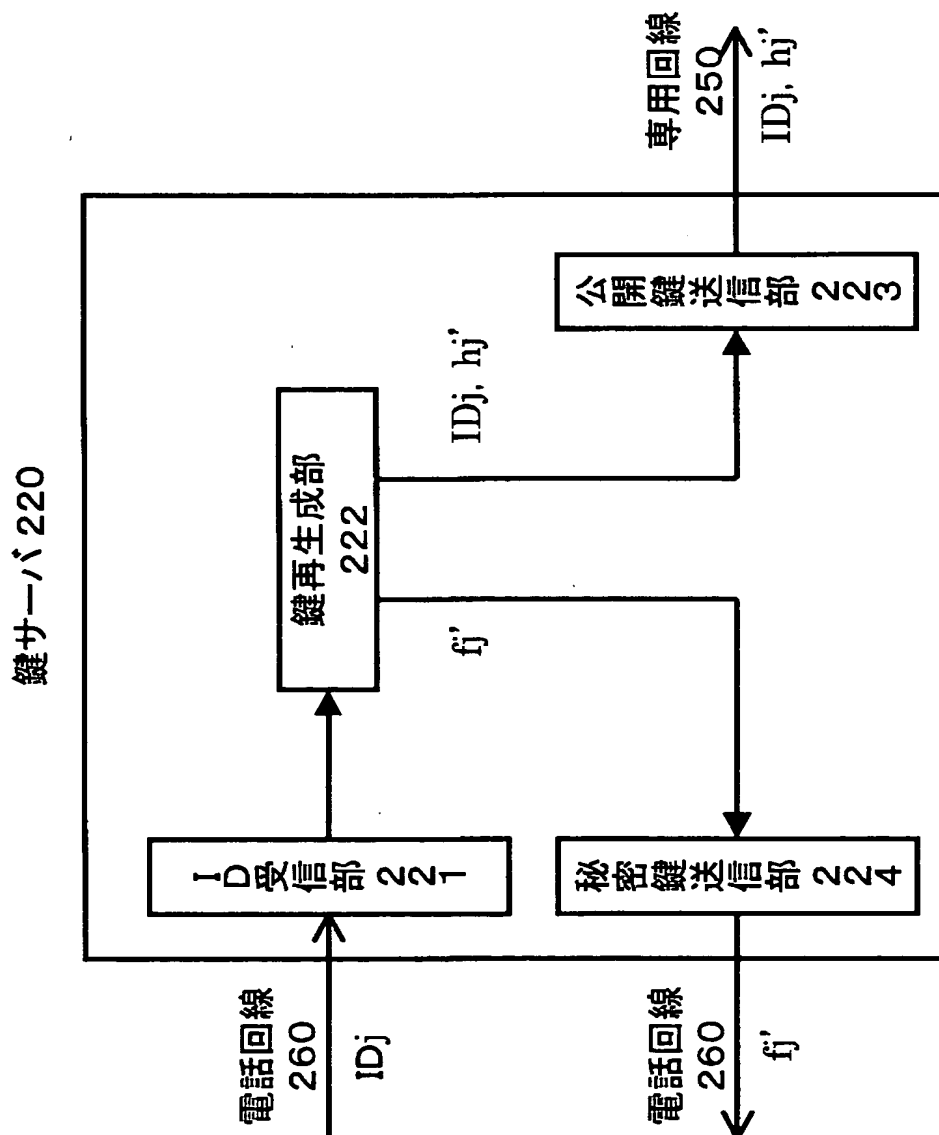 鍵サーバ 220
電話回線
260
IDj
ID受信部 221
鍵再生成部
222
fj'
IDj, hj'
秘密鍵送信部 224
公開鍵送信部 223
電話回線
260
fj'
専用回線
250
IDj, hj'